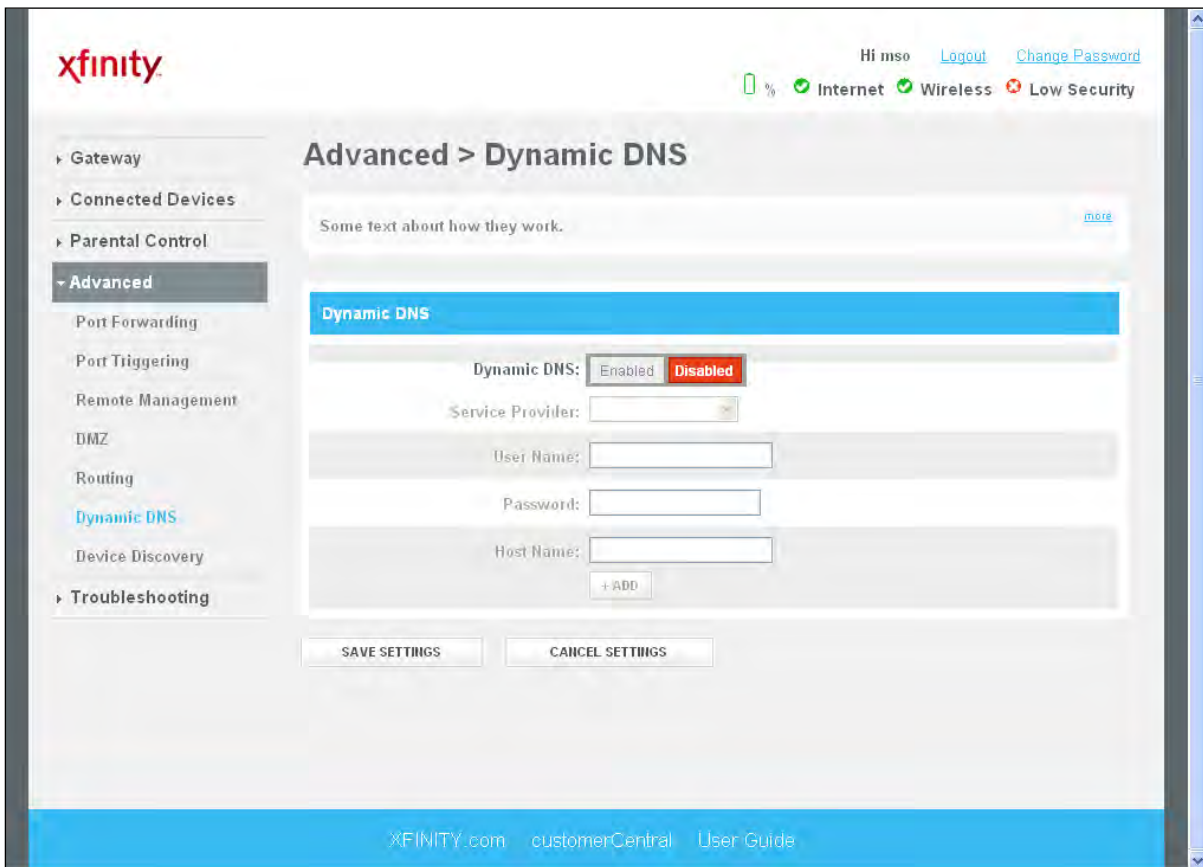 xfinity
Hi mso Logout Change Password
% Internet Wireless Low Security
Gateway
Connected Devices
Parental Control
Advanced
Port Forwarding
Port Triggering
Remote Management
DMZ
Routing
Dynamic DNS
Device Discovery
Troubleshooting
Advanced > Dynamic DNS
Some text about how they work. more
Dynamic DNS
Dynamic DNS: Enabled Disabled
Service Provider:
User Name:
Password:
Host Name:
+ ADD
SAVE SETTINGS CANCEL SETTINGS
XFINITY.com customerCentral User Guide